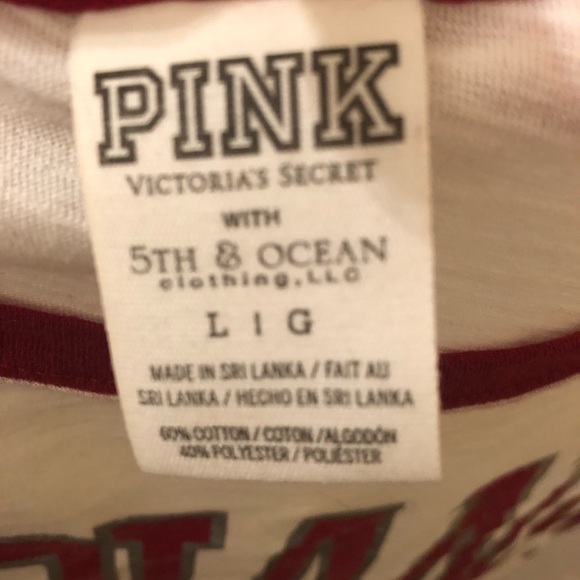 PINK
VICTORIA'S SECRET
WITH
5TH & OCEAN
clothing, LLC
L | G
MADE IN SRI LANKA / FAIT AU
SRI LANKA / HECHO EN SRI LANKA
60% COTTON / COTON / ALGODÓN
40% POLYESTER / POLIÉSTER